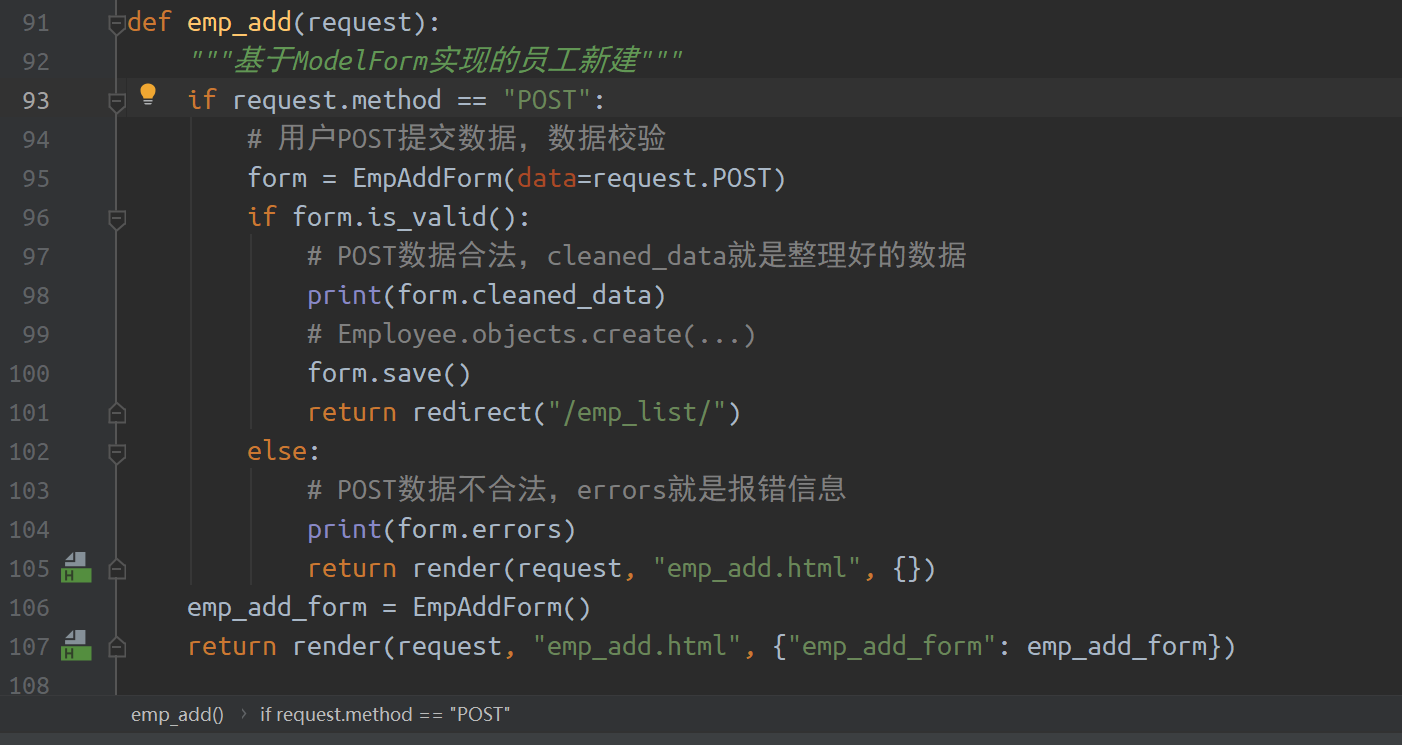 91 def emp_add(request):
92 """基于ModelForm实现的员工新建"""
93 if request.method == "POST":
94 # 用户POST提交数据，数据校验
95 form = EmpAddForm(data=request.POST)
96 if form.is_valid():
97 # POST数据合法，cleaned_data就是整理好的数据
98 print(form.cleaned_data)
99 # Employee.objects.create(...)
100 form.save()
101 return redirect("/emp_list/")
102 else:
103 # POST数据不合法，errors就是报错信息
104 print(form.errors)
105 return render(request, "emp_add.html", {})
106 emp_add_form = EmpAddForm()
107 return render(request, "emp_add.html", {"emp_add_form": emp_add_form})
108
emp_add() › if request.method == "POST"